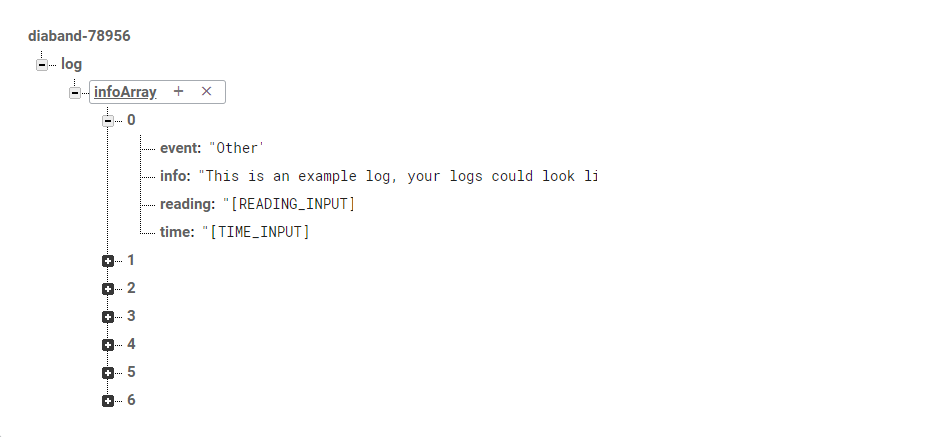 diaband-78956
log
infoArray + ×
0
event: "Other'
info: "This is an example log, your logs could look li
reading: "[READING_INPUT]
time: "[TIME_INPUT]
1
2
3
4
5
6